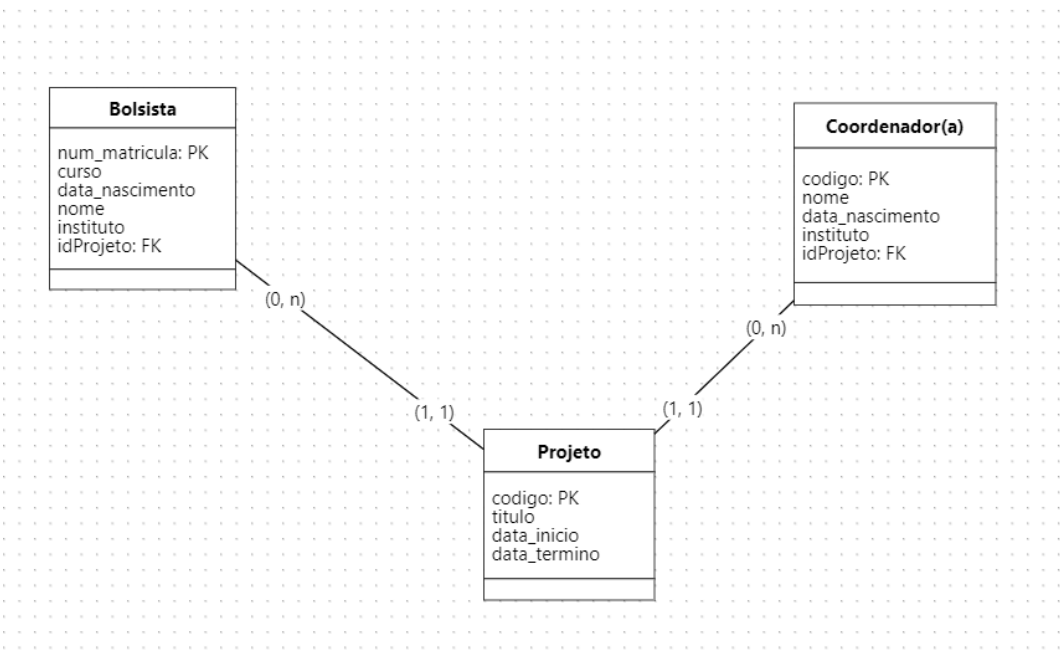 Bolsista
num_matricula: PK
curso
data_nascimento
nome
instituto
idProjeto: FK
Coordenador(a)
codigo: PK
nome
data_nascimento
instituto
idProjeto: FK
(0, n)
(0, n)
(1, 1)
(1, 1)
Projeto
codigo: PK
titulo
data_inicio
data_termino